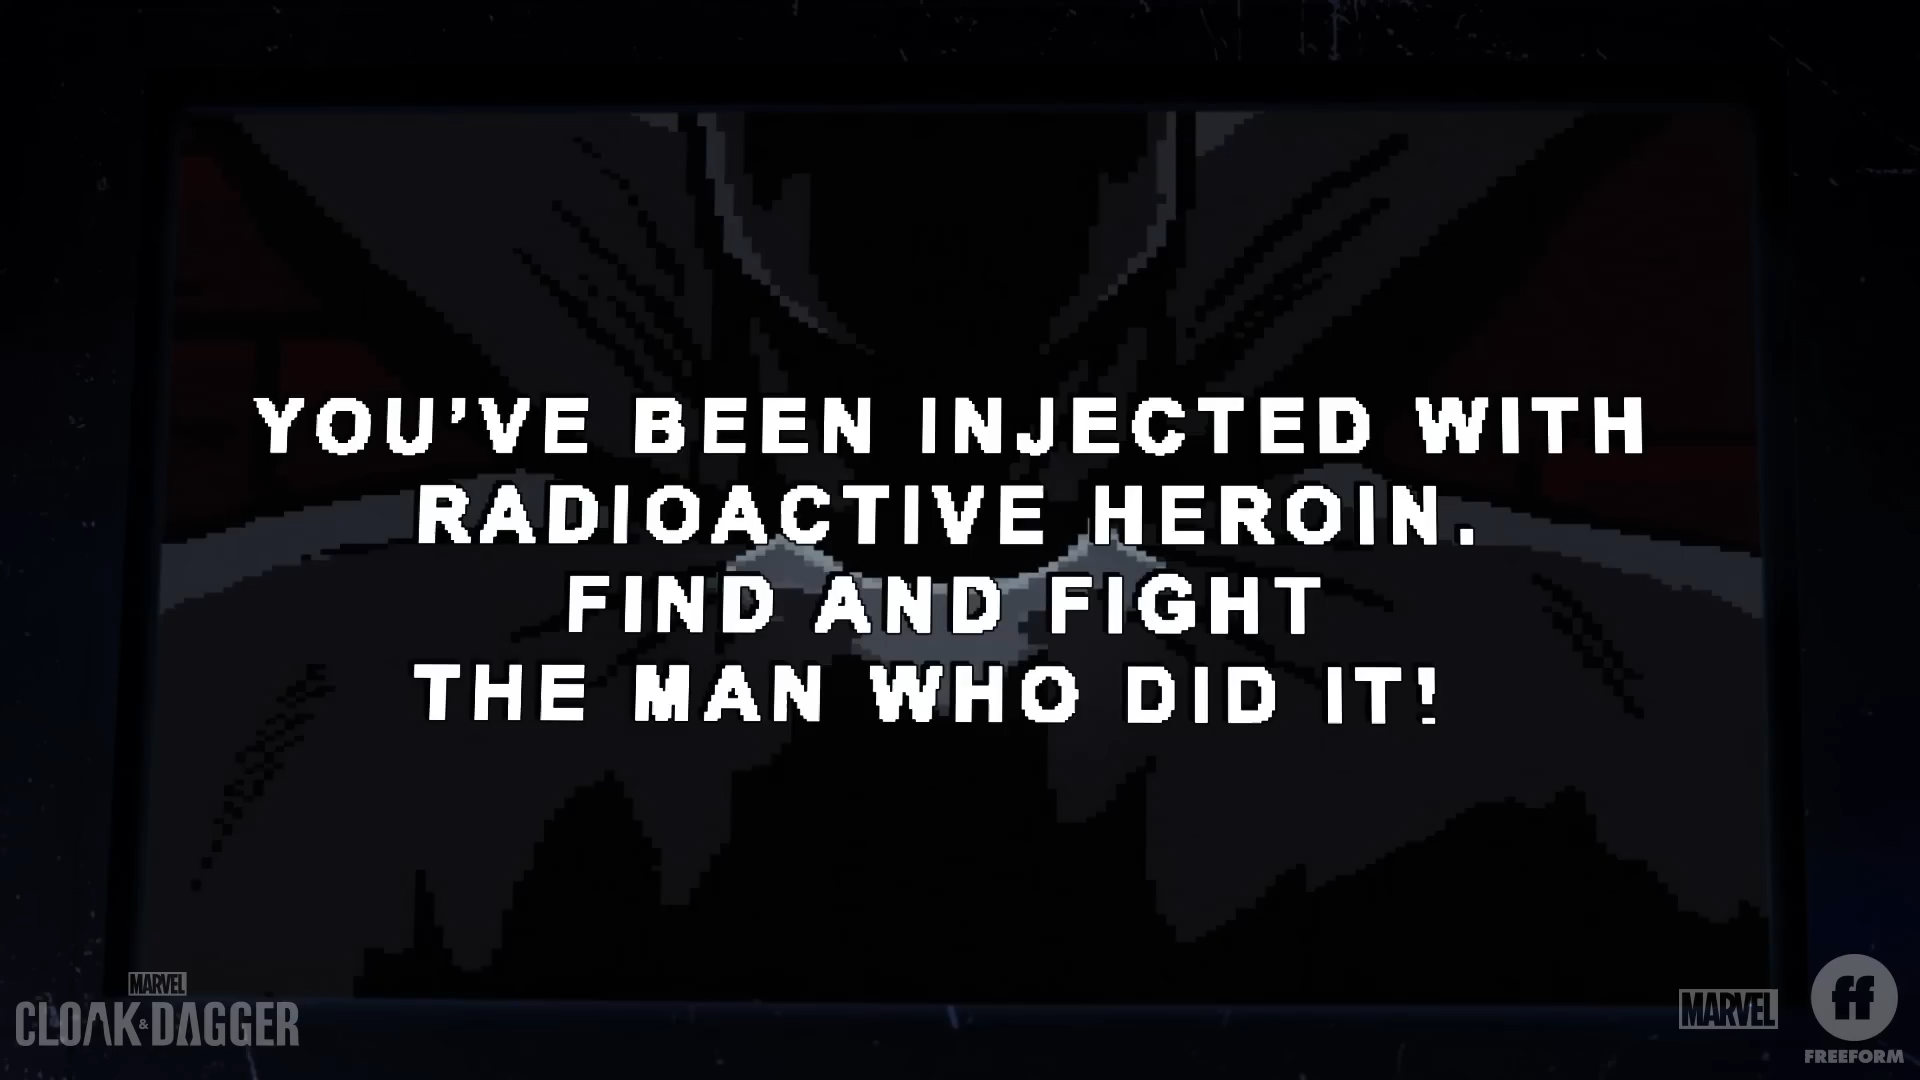 YOU'VE BEEN INJECTED WITH
RADIOACTIVE HEROIN.
FIND AND FIGHT
THE MAN WHO DID IT!
MARVEL
CLOAK & DAGGER
MARVEL
ff
FREEFORM